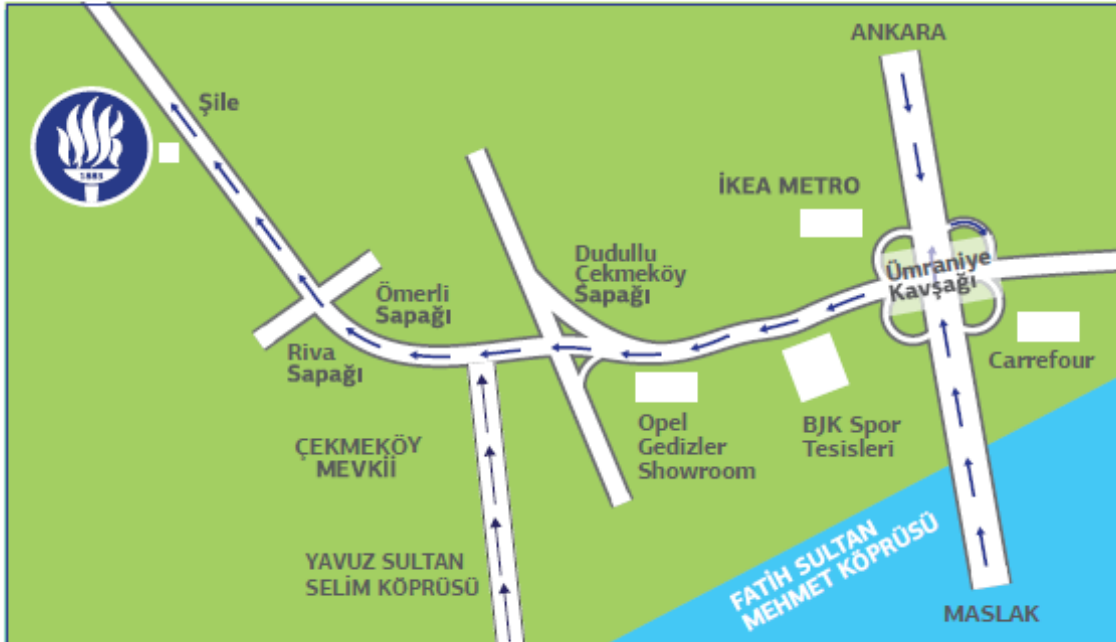 ANKARA
Şile
1883
İKEA METRO
Dudullu
Çekmeköy
Sapağı
Ümraniye
Kavşağı
Ömerli
Sapağı
Riva
Sapağı
Carrefour
Opel
Gedizler
Showroom
BJK Spor
Tesisleri
ÇEKMEKÖY
MEVKİİ
YAVUZ SULTAN
SELİM KÖPRÜSÜ
FATİH SULTAN
MEHMET KÖPRÜSÜ
MASLAK